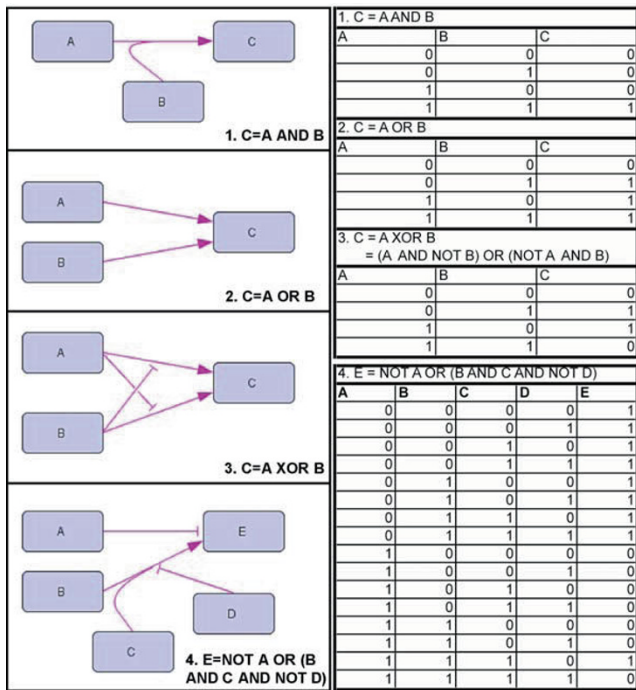 A
C
B
1. C=A AND B
A
C
B
2. C=A OR B
A
C
B
3. C=A XOR B
A
E
B
D
C
4. E=NOT A OR (B
AND C AND NOT D)
1. C = A AND B
A B C
0 0 0
0 1 0
1 0 0
1 1 1
2. C = A OR B
A B C
0 0 0
0 1 1
1 0 1
1 1 1
3. C = A XOR B
= (A AND NOT B) OR (NOT A AND B)
A B C
0 0 0
0 1 1
1 0 1
1 1 0
4. E = NOT A OR (B AND C AND NOT D)
A B C D E
0 0 0 0 1
0 0 0 1 1
0 0 1 0 1
0 0 1 1 1
0 1 0 0 1
0 1 0 1 1
0 1 1 0 1
0 1 1 1 1
1 0 0 0 0
1 0 0 1 0
1 0 1 0 0
1 0 1 1 0
1 1 0 0 0
1 1 0 1 0
1 1 1 0 1
1 1 1 1 0